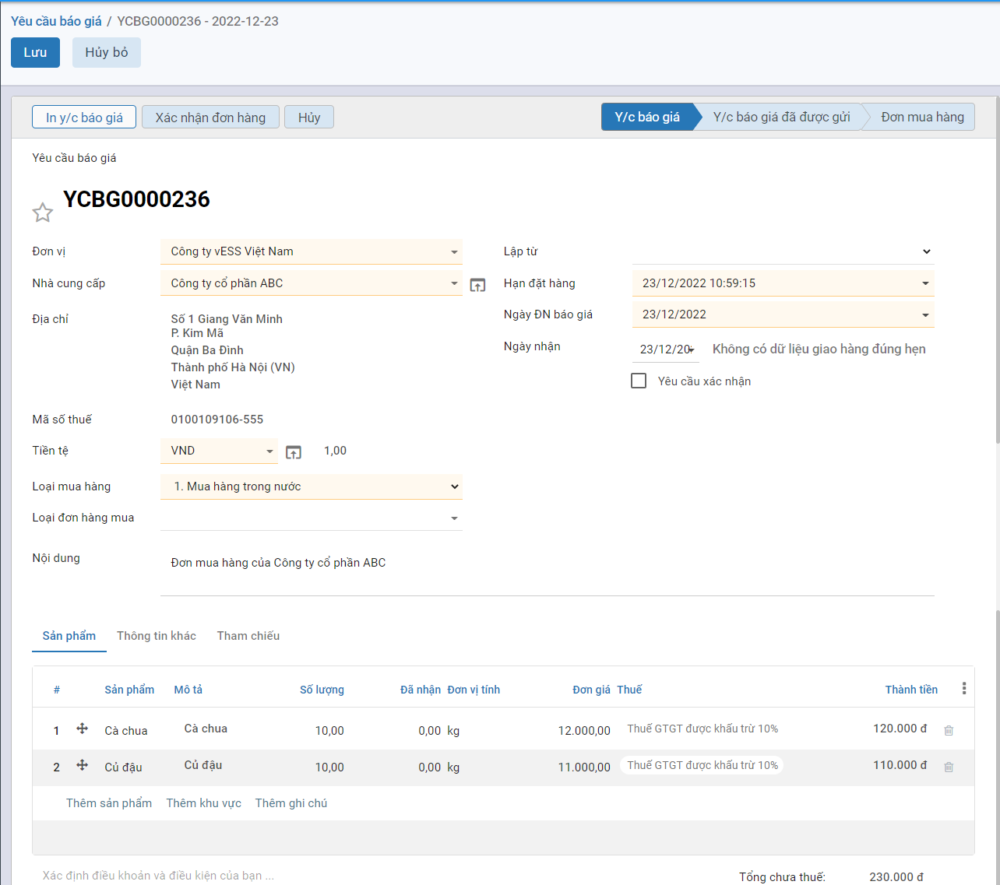 Yêu cầu báo giá / YCBG0000236 - 2022-12-23
Lưu Hủy bỏ
In y/c báo giá Xác nhận đơn hàng Hủy Y/c báo giá Y/c báo giá đã được gửi Đơn mua hàng
Yêu cầu báo giá
YCBG0000236
Đơn vị Công ty vESS Việt Nam Lập từ
Nhà cung cấp Công ty cổ phần ABC Hạn đặt hàng 23/12/2022 10:59:15
Địa chỉ Số 1 Giang Văn Minh Ngày ĐN báo giá 23/12/2022
P. Kim Mã
Quận Ba Đình Ngày nhận 23/12/20 Không có dữ liệu giao hàng đúng hẹn
Thành phố Hà Nội (VN)
Việt Nam Yêu cầu xác nhận
Mã số thuế 0100109106-555
Tiền tệ VND 1,00
Loại mua hàng 1. Mua hàng trong nước
Loại đơn hàng mua
Nội dung Đơn mua hàng của Công ty cổ phần ABC
Sản phẩm Thông tin khác Tham chiếu
# Sản phẩm Mô tả Số lượng Đã nhận Đơn vị tính Đơn giá Thuế Thành tiền
1 Cà chua Cà chua 10,00 0,00 kg 12.000,00 Thuế GTGT được khấu trừ 10% 120.000 đ
2 Củ đậu Củ đậu 10,00 0,00 kg 11.000,00 Thuế GTGT được khấu trừ 10% 110.000 đ
Thêm sản phẩm Thêm khu vực Thêm ghi chú
Xác định điều khoản và điều kiện của bạn ... Tổng chưa thuế: 230.000 đ